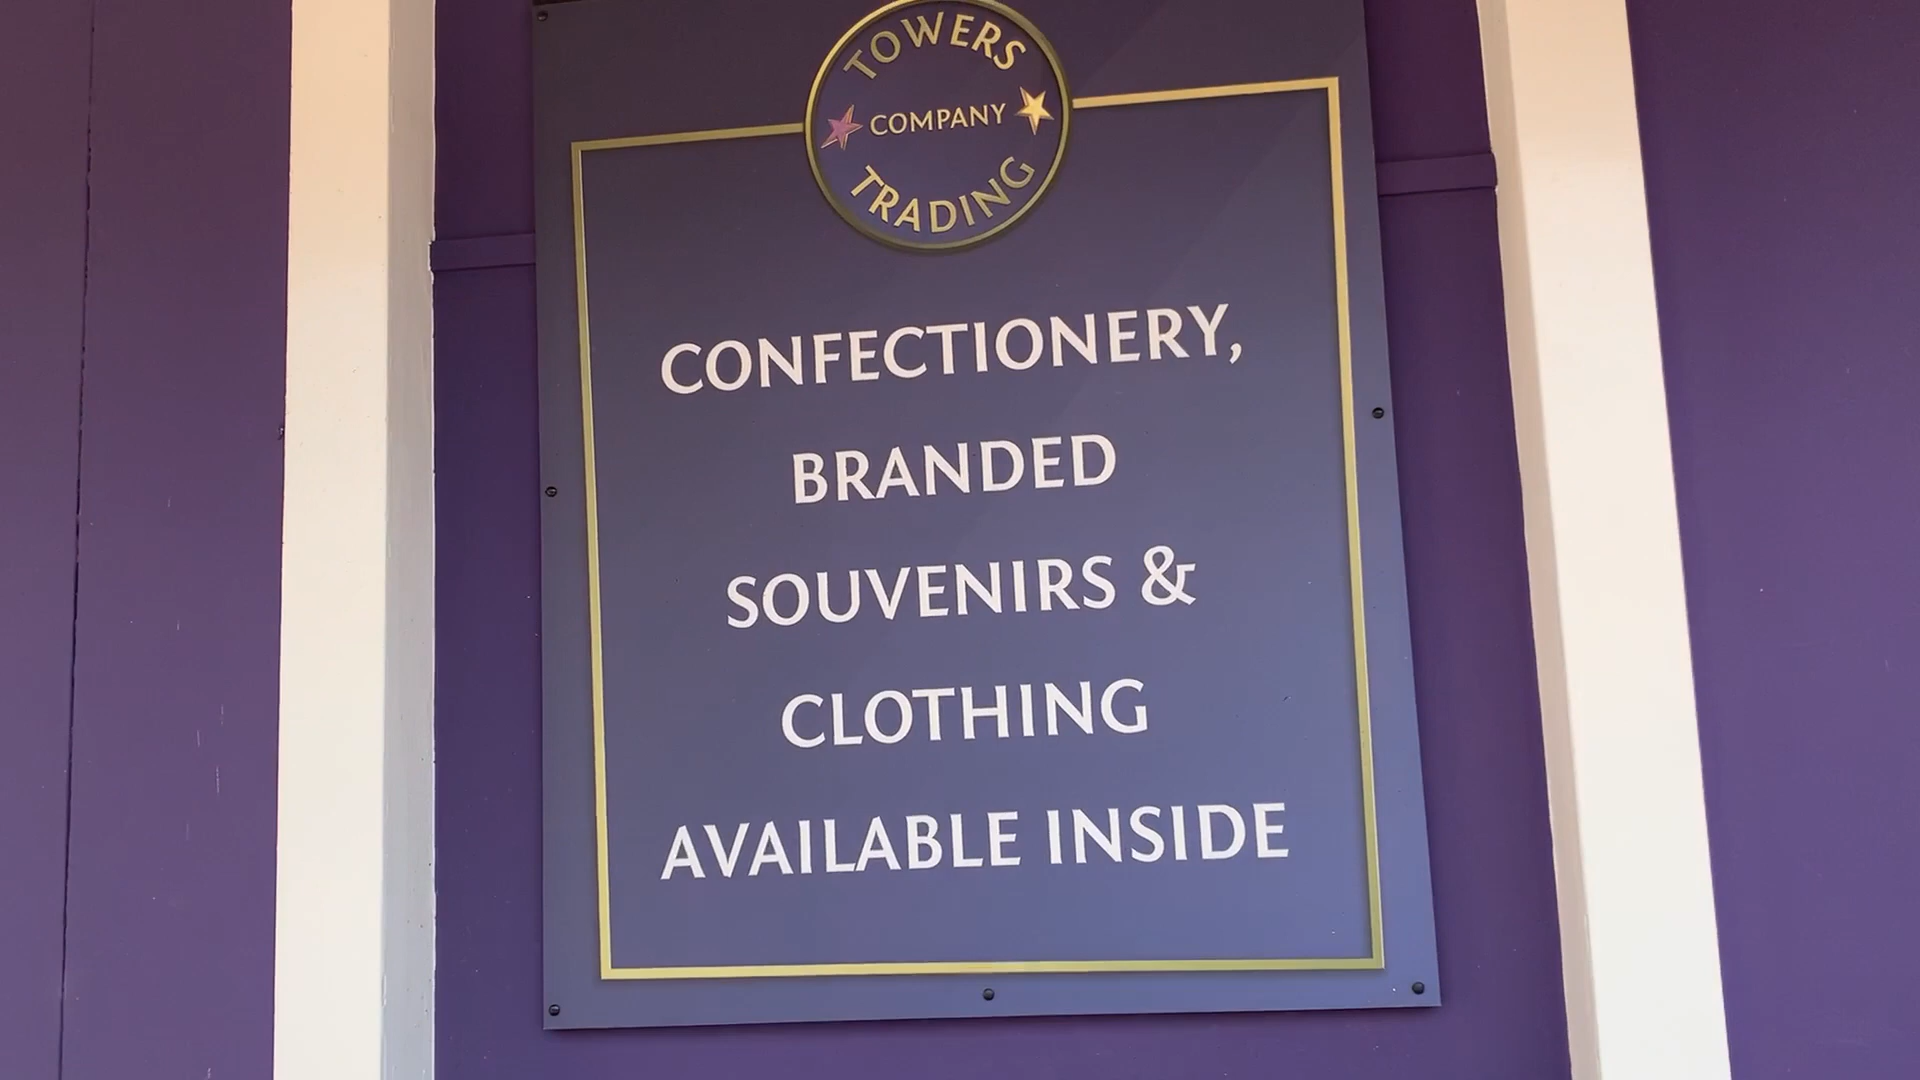 TOWERS
COMPANY
TRADING
CONFECTIONERY,
BRANDED
SOUVENIRS &
CLOTHING
AVAILABLE INSIDE